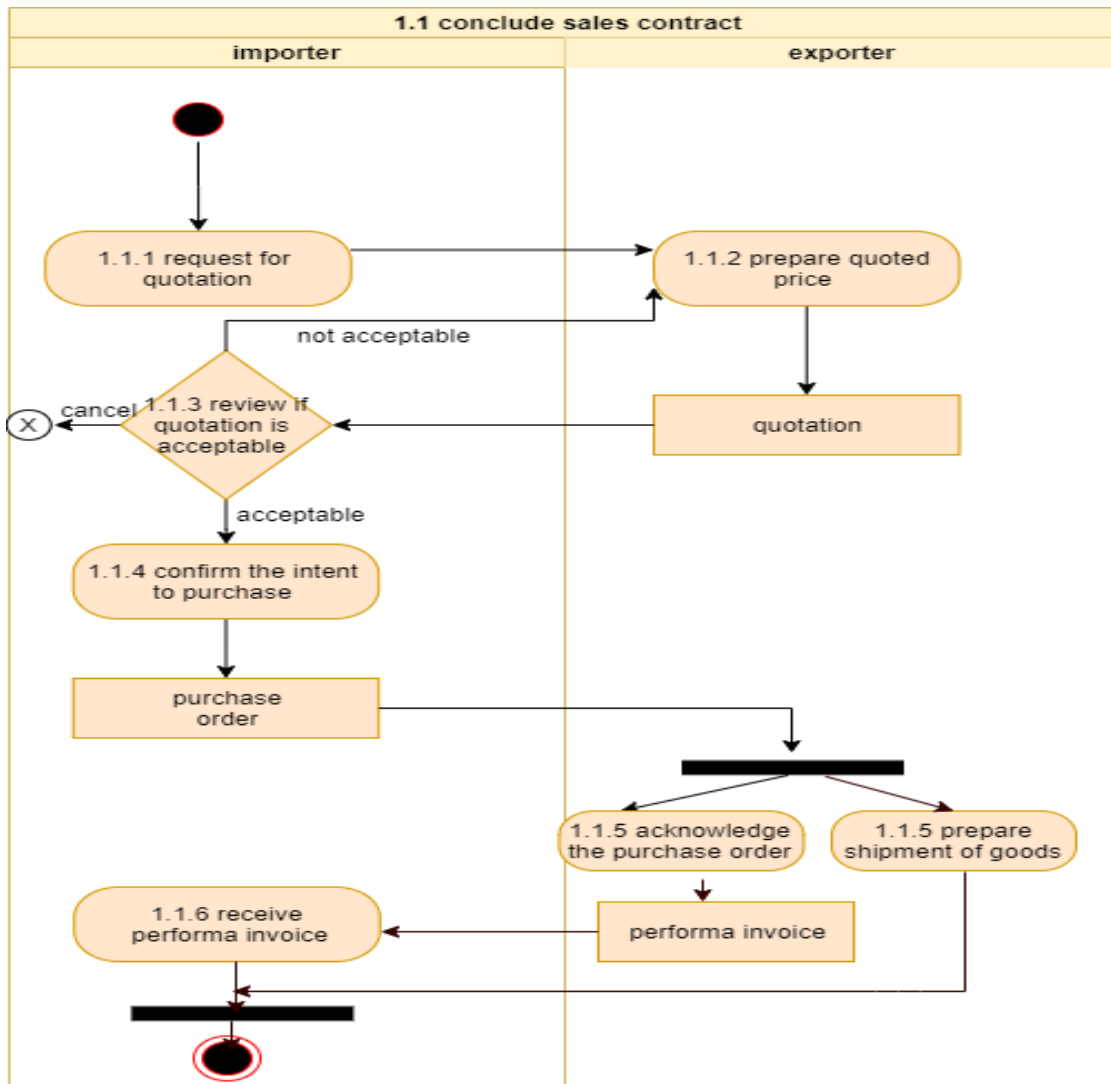 1.1 conclude sales contract
importer
exporter
1.1.1 request for
quotation
1.1.2 prepare quoted
price
not acceptable
cancel
X
1.1.3 review if
quotation is
acceptable
quotation
acceptable
1.1.4 confirm the intent
to purchase
purchase
order
1.1.5 acknowledge
the purchase order
1.1.5 prepare
shipment of goods
1.1.6 receive
performa invoice
performa invoice